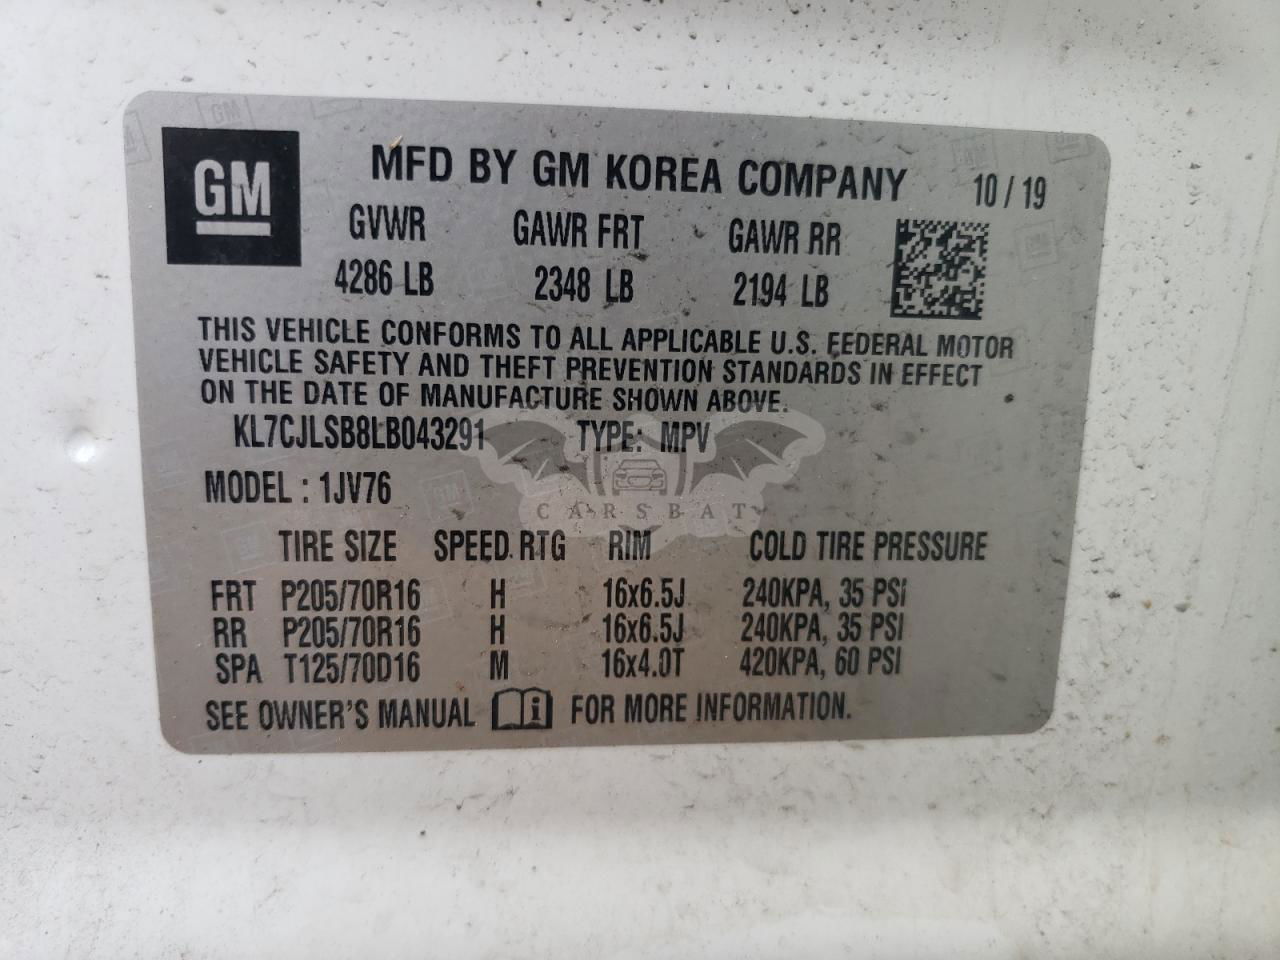 GM
MFD BY GM KOREA COMPANY 10 / 19
GVWR GAWR FRT GAWR RR
4286 LB 2348 LB 2194 LB
THIS VEHICLE CONFORMS TO ALL APPLICABLE U.S. FEDERAL MOTOR
VEHICLE SAFETY AND THEFT PREVENTION STANDARDS IN EFFECT
ON THE DATE OF MANUFACTURE SHOWN ABOVE.
KL7CJLSB8LB043291 TYPE: MPV
MODEL : 1JV76
CARSBAT
TIRE SIZE SPEED RTG RIM COLD TIRE PRESSURE
FRT P205/70R16 H 16x6.5J 240KPA, 35 PSI
RR P205/70R16 H 16x6.5J 240KPA, 35 PSI
SPA T125/70D16 M 16x4.0T 420KPA, 60 PSI
SEE OWNER'S MANUAL i FOR MORE INFORMATION.